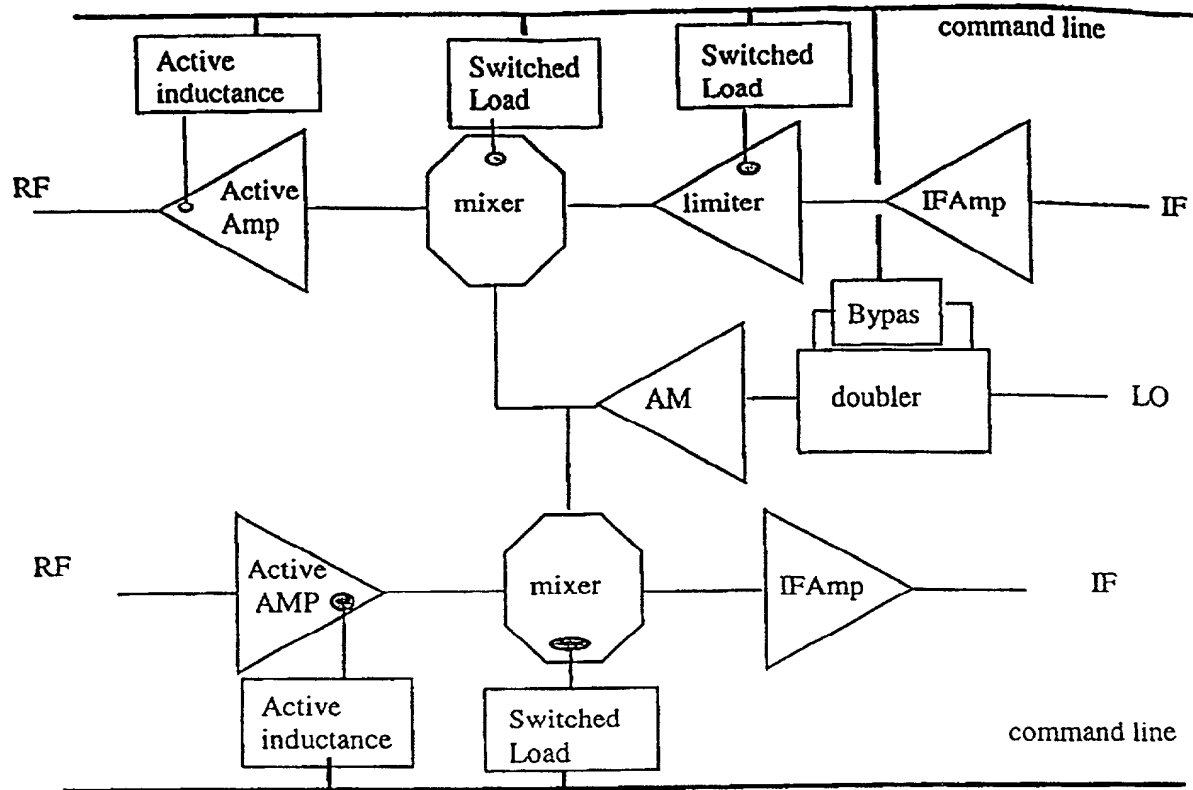 command line
Active
inductance
Switched
Load
Switched
Load
RF
Active
Amp
mixer
limiter
IFAmp
IF
Bypas
AM
doubler
LO
RF
Active
AMP
mixer
IFAmp
IF
Active
inductance
Switched
Load
command line